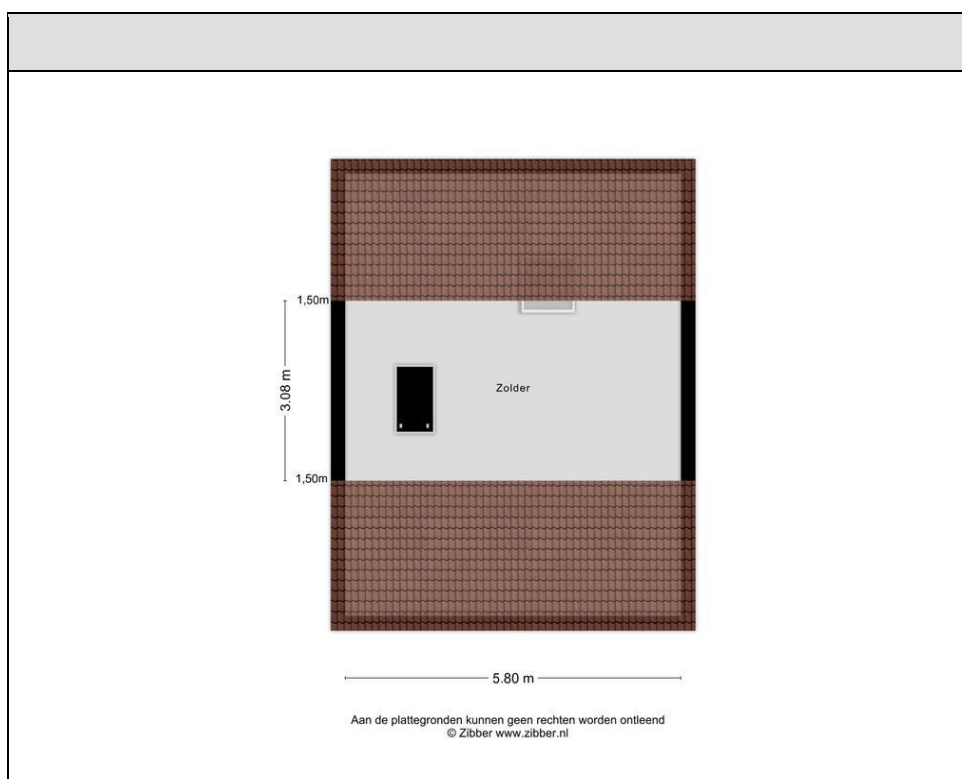 1,50m
3.08 m
Zolder
1,50m
5.80 m
Aan de plattegronden kunnen geen rechten worden ontleend
© Zibber www.zibber.nl